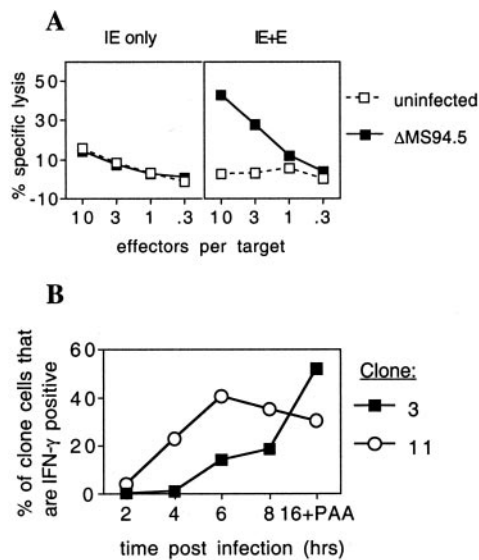 A
IE only
IE+E
% specific lysis
50
30
10
-10
10 3 1 .3
10 3 1 .3
effectors per target
uninfected
ΔMS94.5
B
% of clone cells that
are IFN-γ positive
60
40
20
0
2 4 6 8 16+PAA
time post infection (hrs)
Clone:
3
11